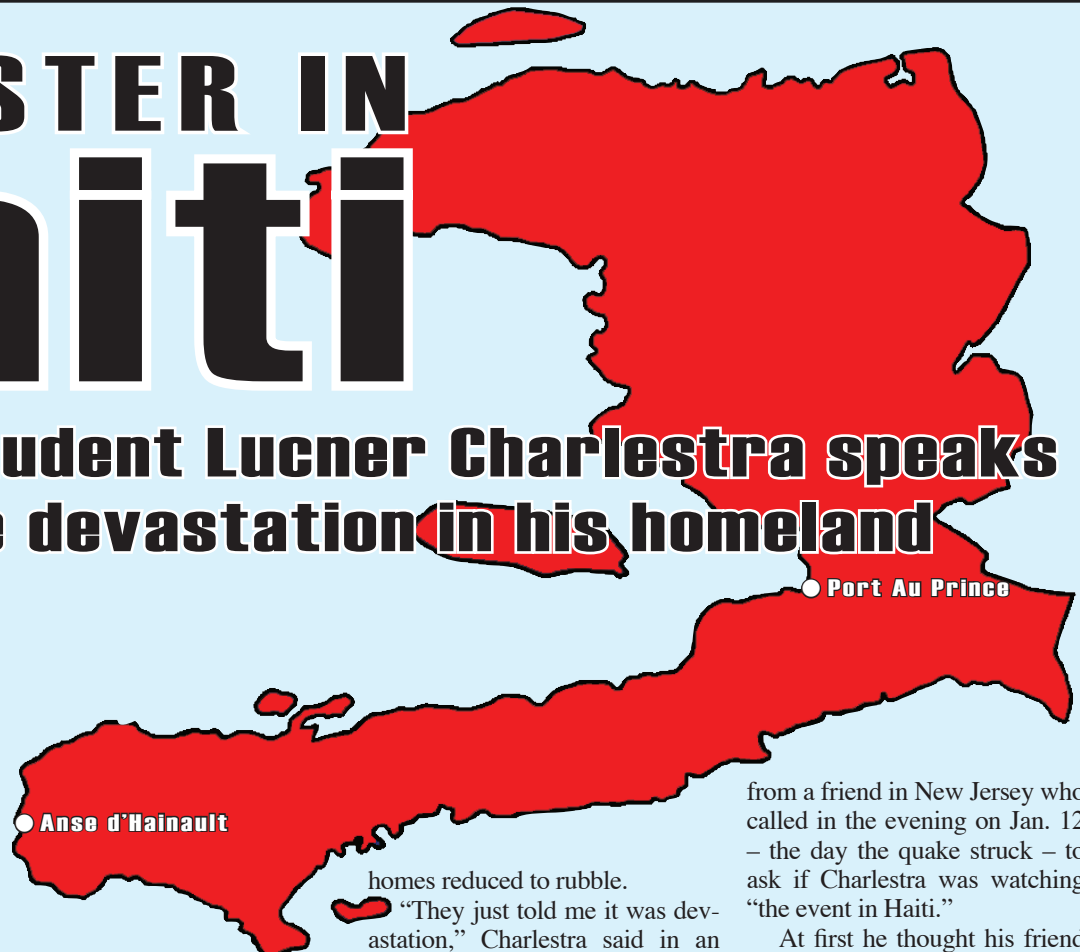 STER IN
aiti
udent Lucner Charlestra speaks
devastation in his homeland
Port Au Prince
Anse d’Hainault
homes reduced to rubble.
“They just told me it was dev-
astation,” Charlestra said in an
from a friend in New Jersey who
called in the evening on Jan. 12
– the day the quake struck – to
ask if Charlestra was watching
“the event in Haiti.”
At first he thought his friend